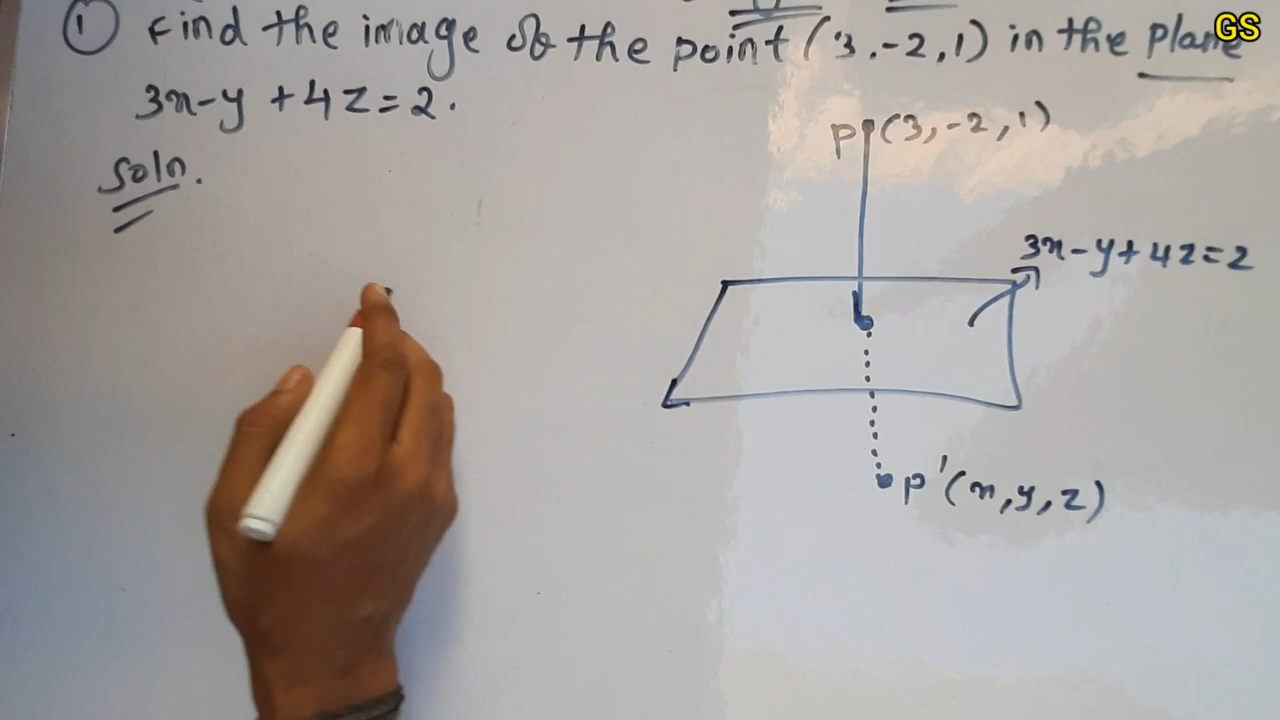 ① Find the image of the point (3,-2,1) in the plane
3x-y+4z=2.
Soln.
P(3,-2,1)
3x-y+4z=2
P'(x,y,z)
GS